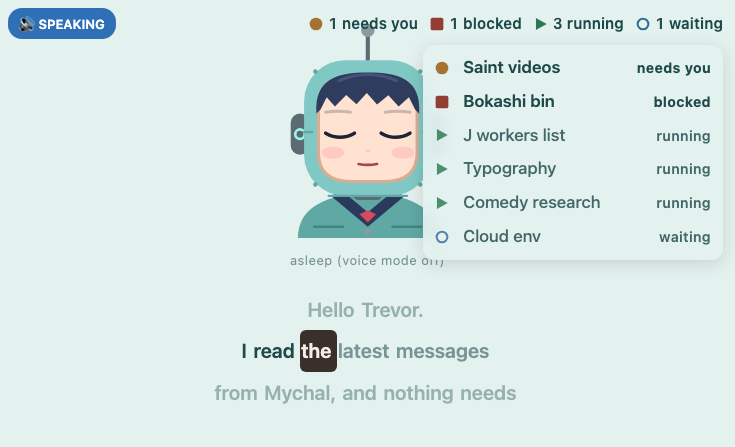 SPEAKING
1 needs you 1 blocked 3 running 1 waiting
Saint videos needs you
Bokashi bin blocked
J workers list running
Typography running
Comedy research running
Cloud env waiting
asleep (voice mode off)
Hello Trevor.
I read the latest messages
from Mychal, and nothing needs